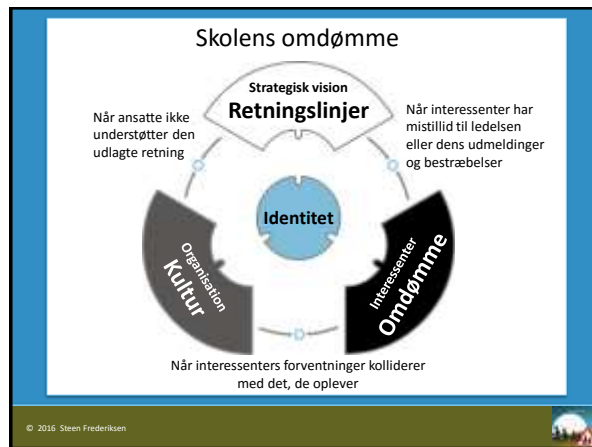 Skolens omdømme
Strategisk vision
Retningslinjer
Når ansatte ikke
understøtter den
udlagte retning
Når interessenter har
mistillid til ledelsen
eller dens udmeldinger
og bestræbelser
Identitet
Organisation
Kultur
Interessenter
Omdømme
Når interessenters forventninger kolliderer
med det, de oplever
© 2016 Steen Frederiksen